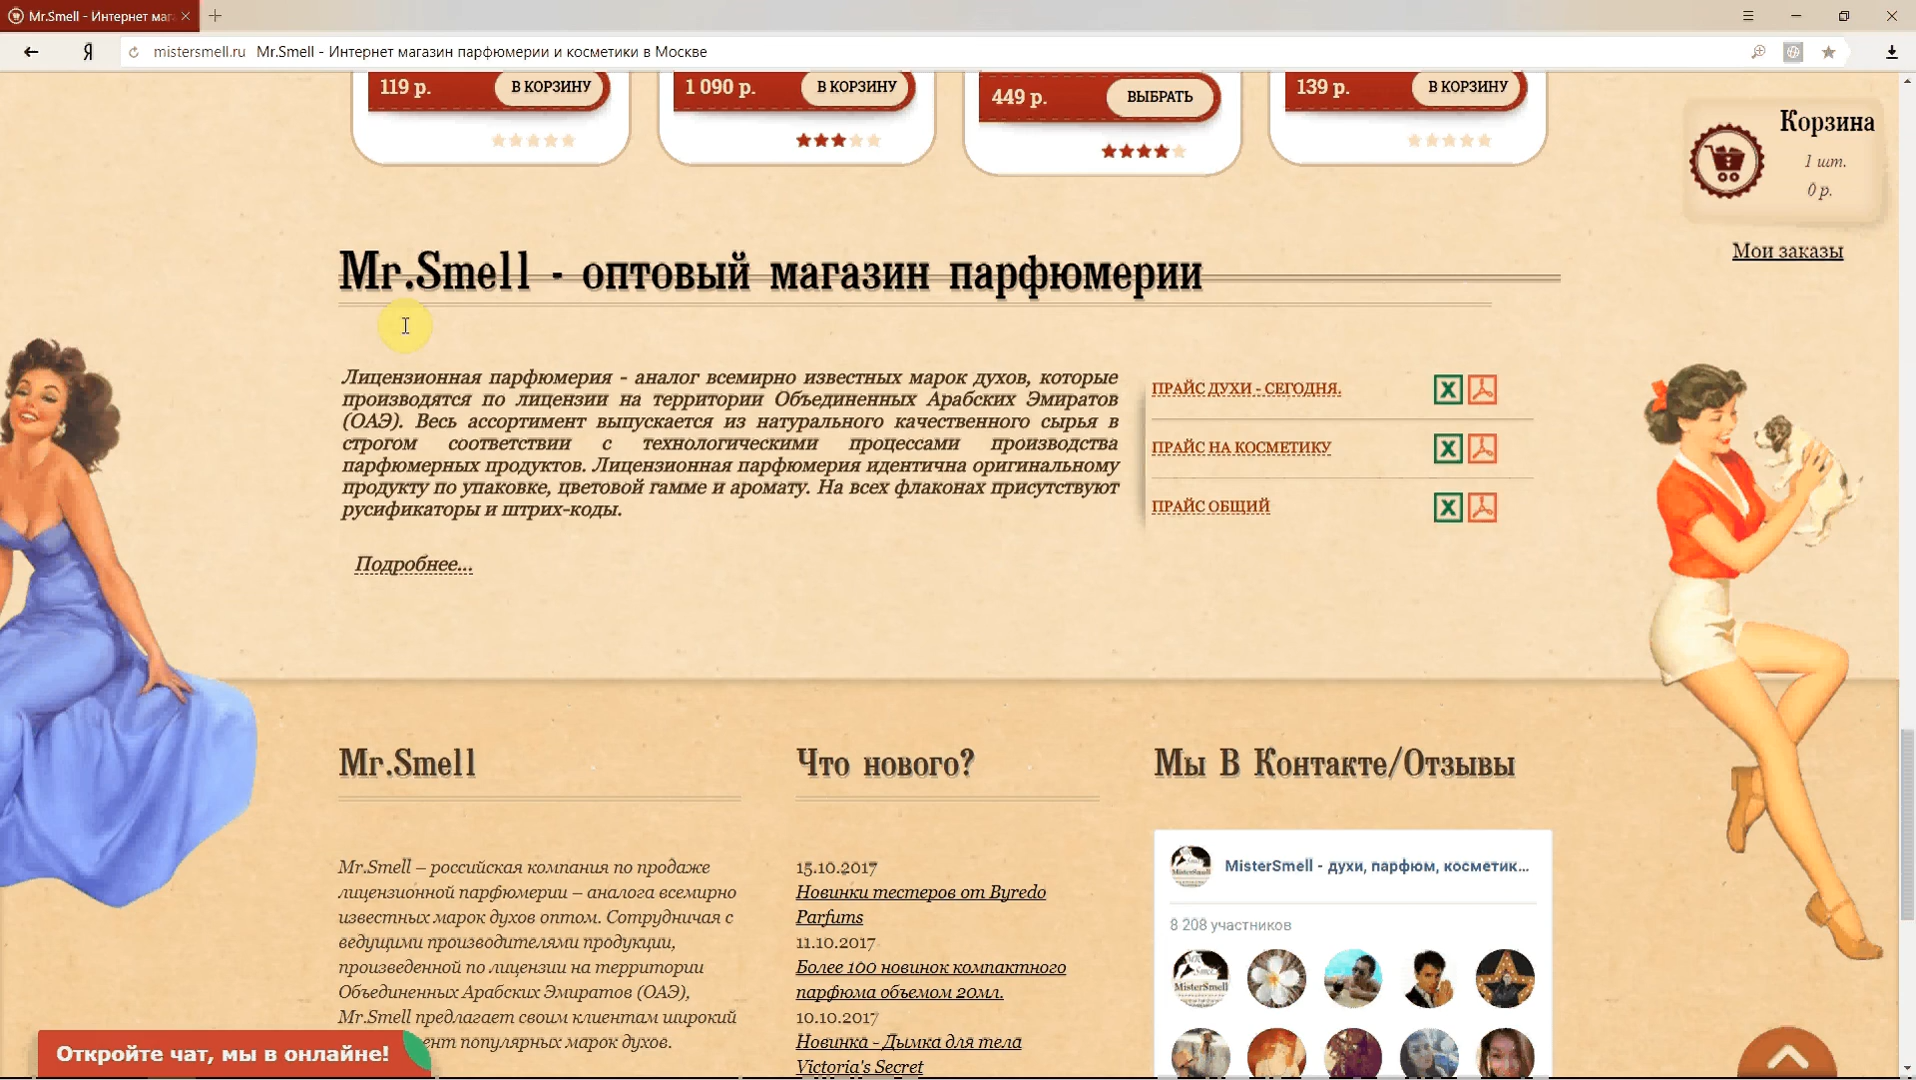 Mr.Smell - Интернет маг
mistersmell.ru Mr.Smell - Интернет магазин парфюмерии и косметики в Москве
119 р. В КОРЗИНУ
1 090 р. В КОРЗИНУ
449 р. ВЫБРАТЬ
139 р. В КОРЗИНУ
Корзина
1 шт.
0 р.
Мои заказы
Mr.Smell - оптовый магазин парфюмерии
Лицензионная парфюмерия - аналог всемирно известных марок духов, которые
производятся по лицензии на территории Объединенных Арабских Эмиратов
(ОАЭ). Весь ассортимент выпускается из натурального качественного сырья в
строгом соответствии с технологическими процессами производства
парфюмерных продуктов. Лицензионная парфюмерия идентична оригинальному
продукту по упаковке, цветовой гамме и аромату. На всех флаконах присутствуют
русификаторы и штрих-коды.
Подробнее...
ПРАЙС ДУХИ - СЕГОДНЯ.
ПРАЙС НА КОСМЕТИКУ
ПРАЙС ОБЩИЙ
Mr.Smell
Mr.Smell – российская компания по продаже
лицензионной парфюмерии – аналога всемирно
известных марок духов оптом. Сотрудничая с
ведущими производителями продукции,
произведенной по лицензии на территории
Объединенных Арабских Эмиратов (ОАЭ),
Mr.Smell предлагает своим клиентам широкий
ент популярных марок духов.
Что нового?
15.10.2017
Новинки тестеров от Byredo
Parfums
11.10.2017
Более 100 новинок компактного
парфюма объемом 20мл.
10.10.2017
Новинка - Дымка для тела
Victoria's Secret
Мы В Контакте/Отзывы
MisterSmell - духи, парфюм, косметик...
8 208 участников
MisterSmell
Откройте чат, мы в онлайне!